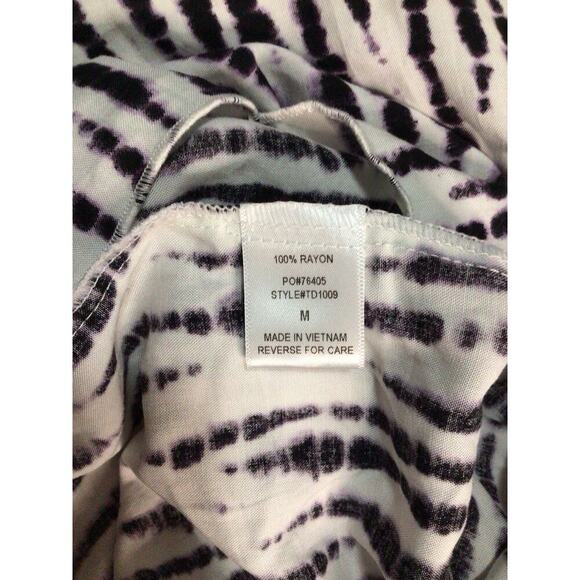 100% RAYON
PO#76405
STYLE#TD1009
M
MADE IN VIETNAM
REVERSE FOR CARE